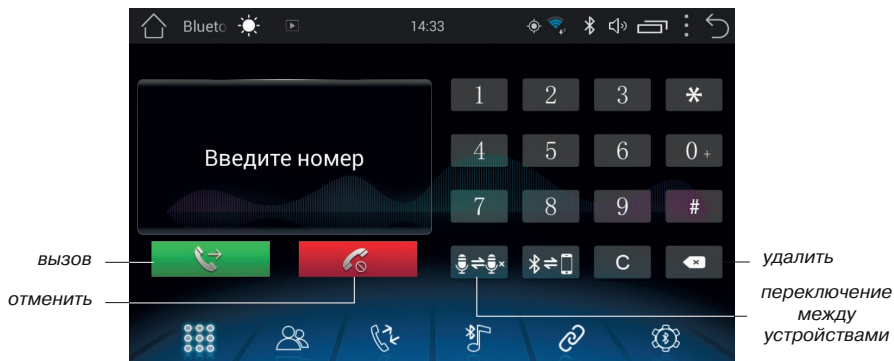 Blueto 14:33
Введите номер
1 2 3 *
4 5 6 0 +
7 8 9 #
C
вызов
отменить
удалить
переключение
между
устройствами